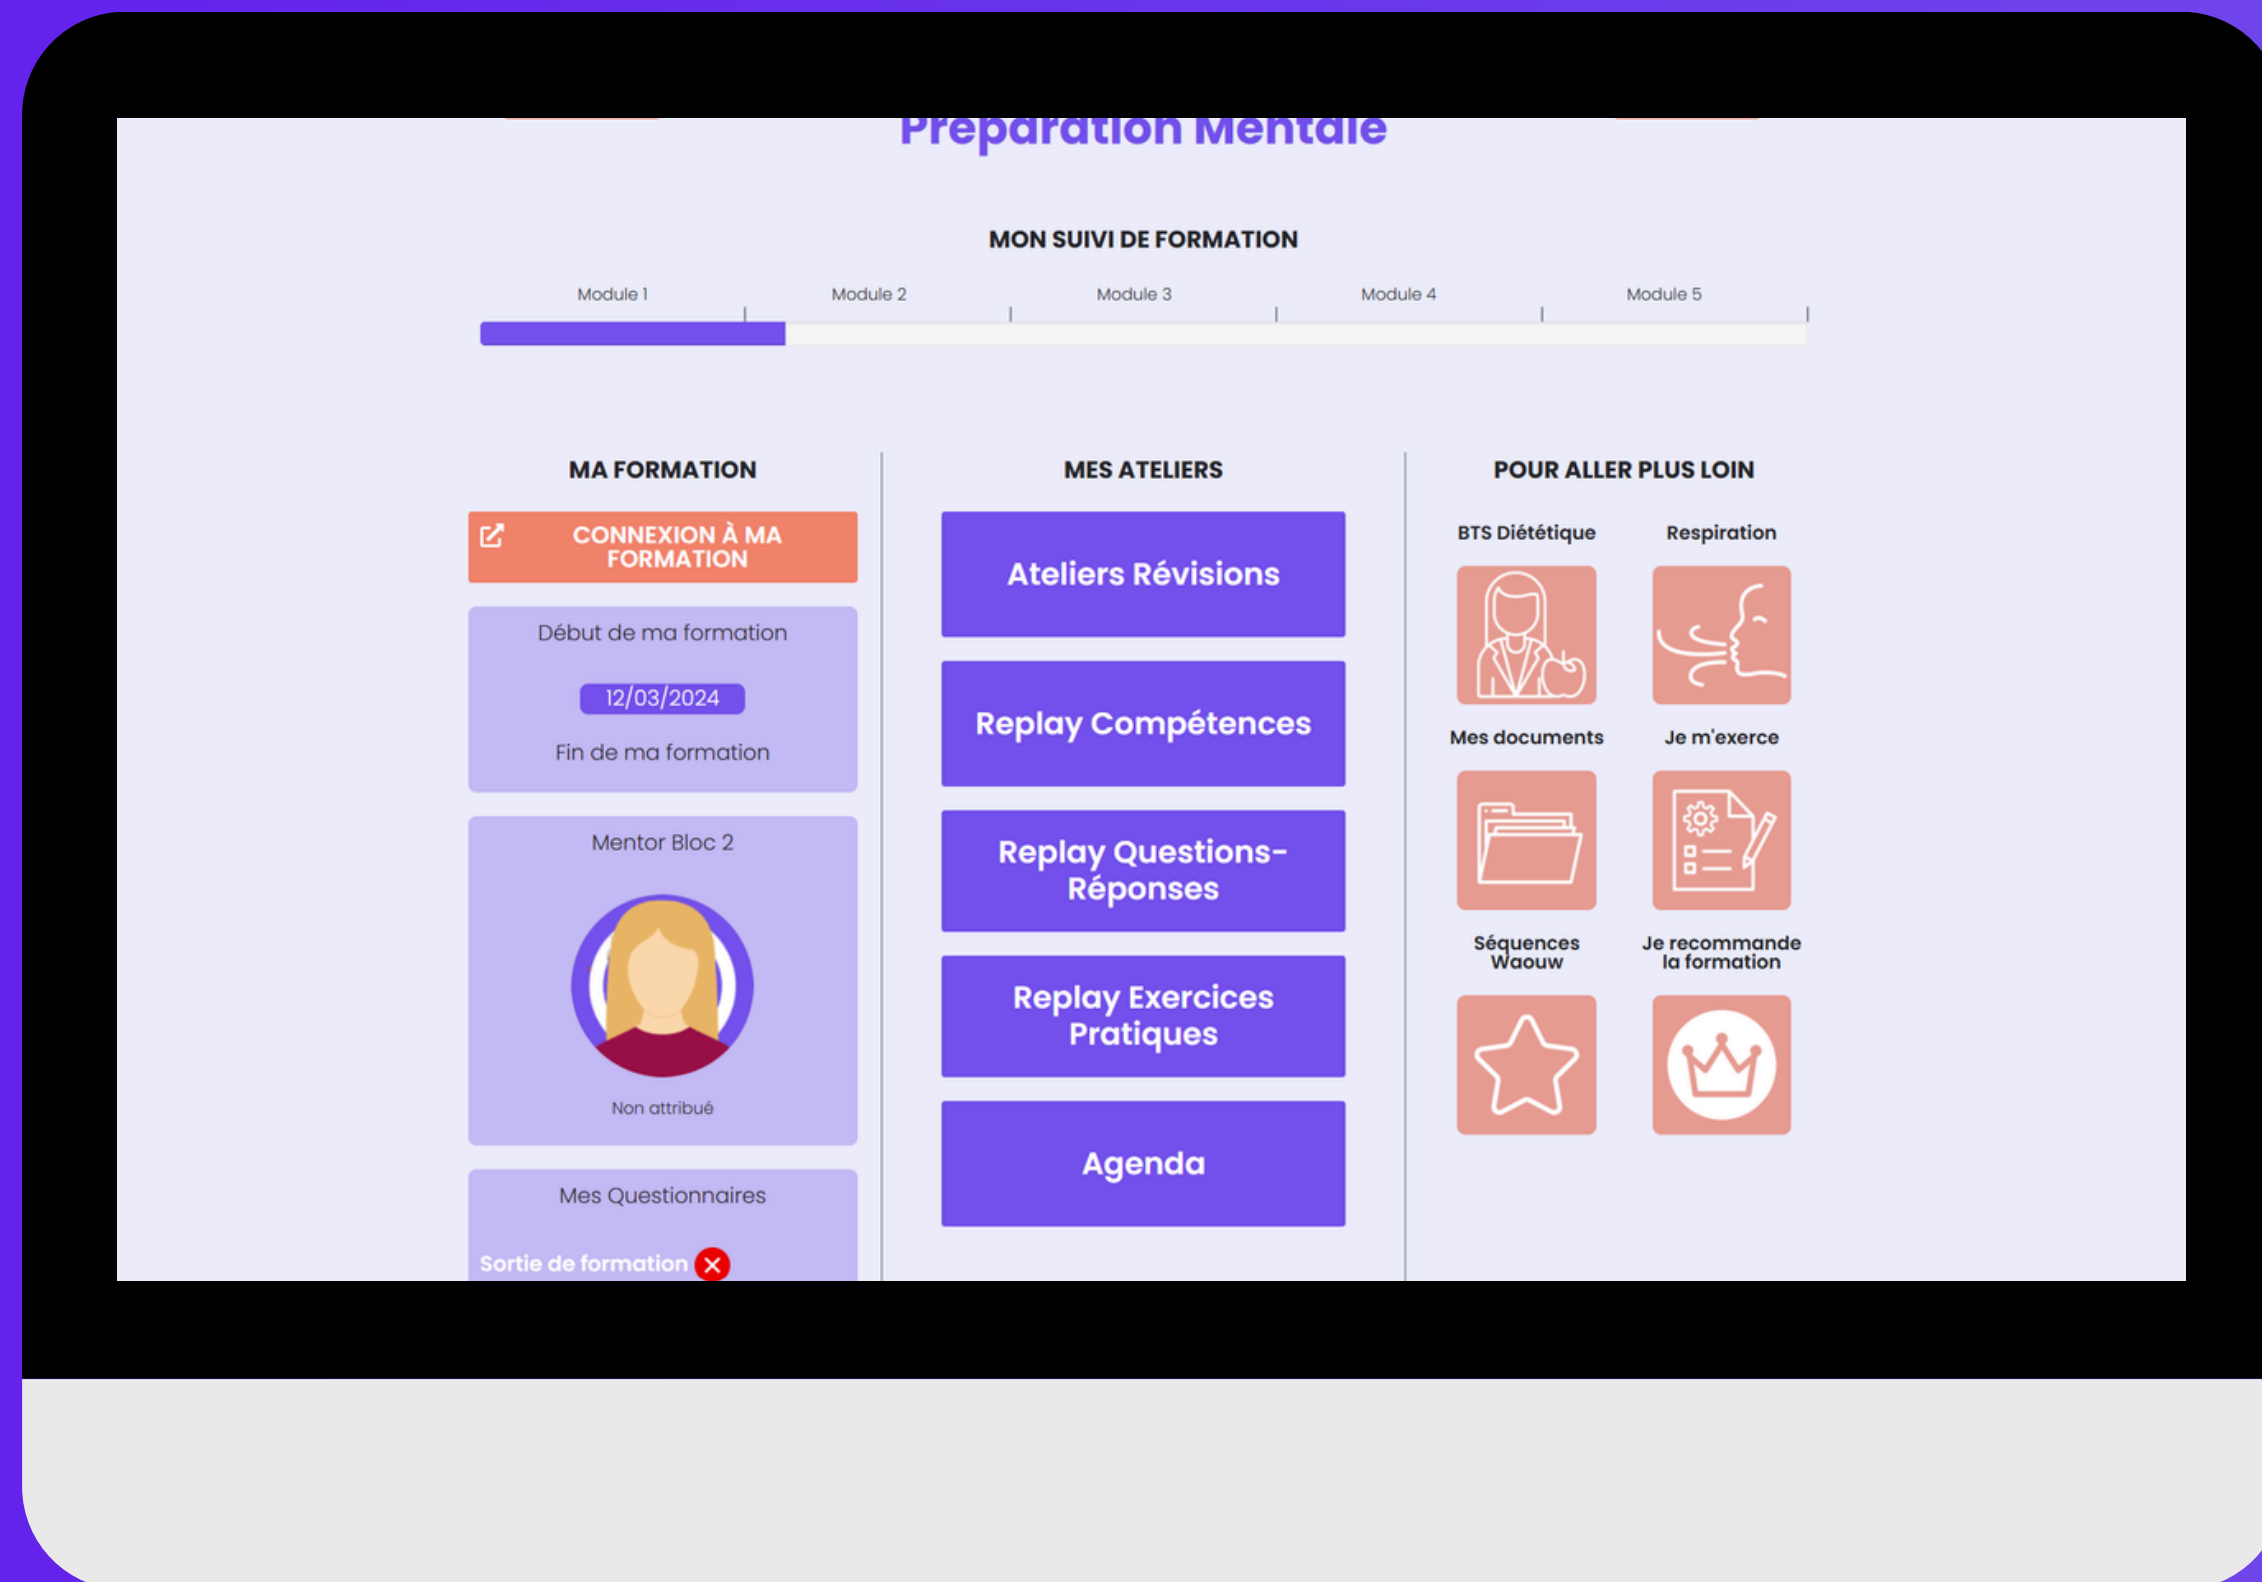 Préparation Mentale
MON SUIVI DE FORMATION
Module 1
Module 2
Module 3
Module 4
Module 5
MA FORMATION
CONNEXION À MA
FORMATION
Début de ma formation
12/03/2024
Fin de ma formation
Mentor Bloc 2
Non attribué
Mes Questionnaires
Sortie de formation
MES ATELIERS
Ateliers Révisions
Replay Compétences
Replay Questions-
Réponses
Replay Exercices
Pratiques
Agenda
POUR ALLER PLUS LOIN
BTS Diététique
Respiration
Mes documents
Je m'exerce
Séquences
Waouw
Je recommande
la formation